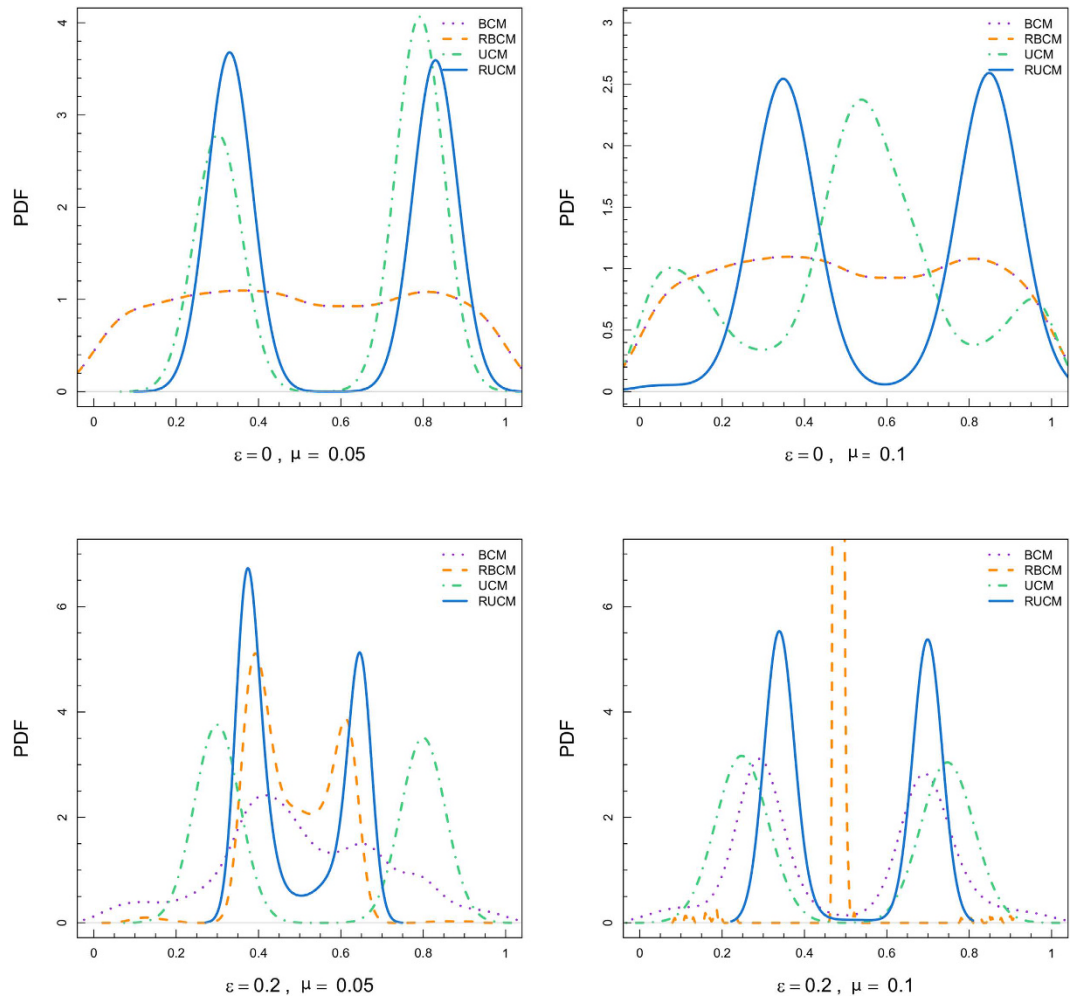 PDF
4
3
2
1
0
BCM
RBCM
UCM
RUCM
0 0.2 0.4 0.6 0.8 1
ε = 0 , μ = 0.05
PDF
3
2.5
2
1.5
1
0.5
0
BCM
RBCM
UCM
RUCM
0 0.2 0.4 0.6 0.8 1
ε = 0 , μ = 0.1
PDF
6
4
2
0
BCM
RBCM
UCM
RUCM
0 0.2 0.4 0.6 0.8 1
ε = 0.2 , μ = 0.05
PDF
6
4
2
0
BCM
RBCM
UCM
RUCM
0 0.2 0.4 0.6 0.8 1
ε = 0.2 , μ = 0.1